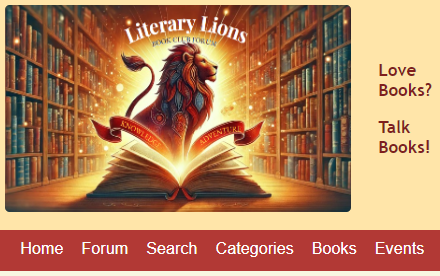 Literary Lions
BOOK CLUB FORUM
KNOWLEDGE
ADVENTURE
Love
Books?
Talk
Books!
Home Forum Search Categories Books Events